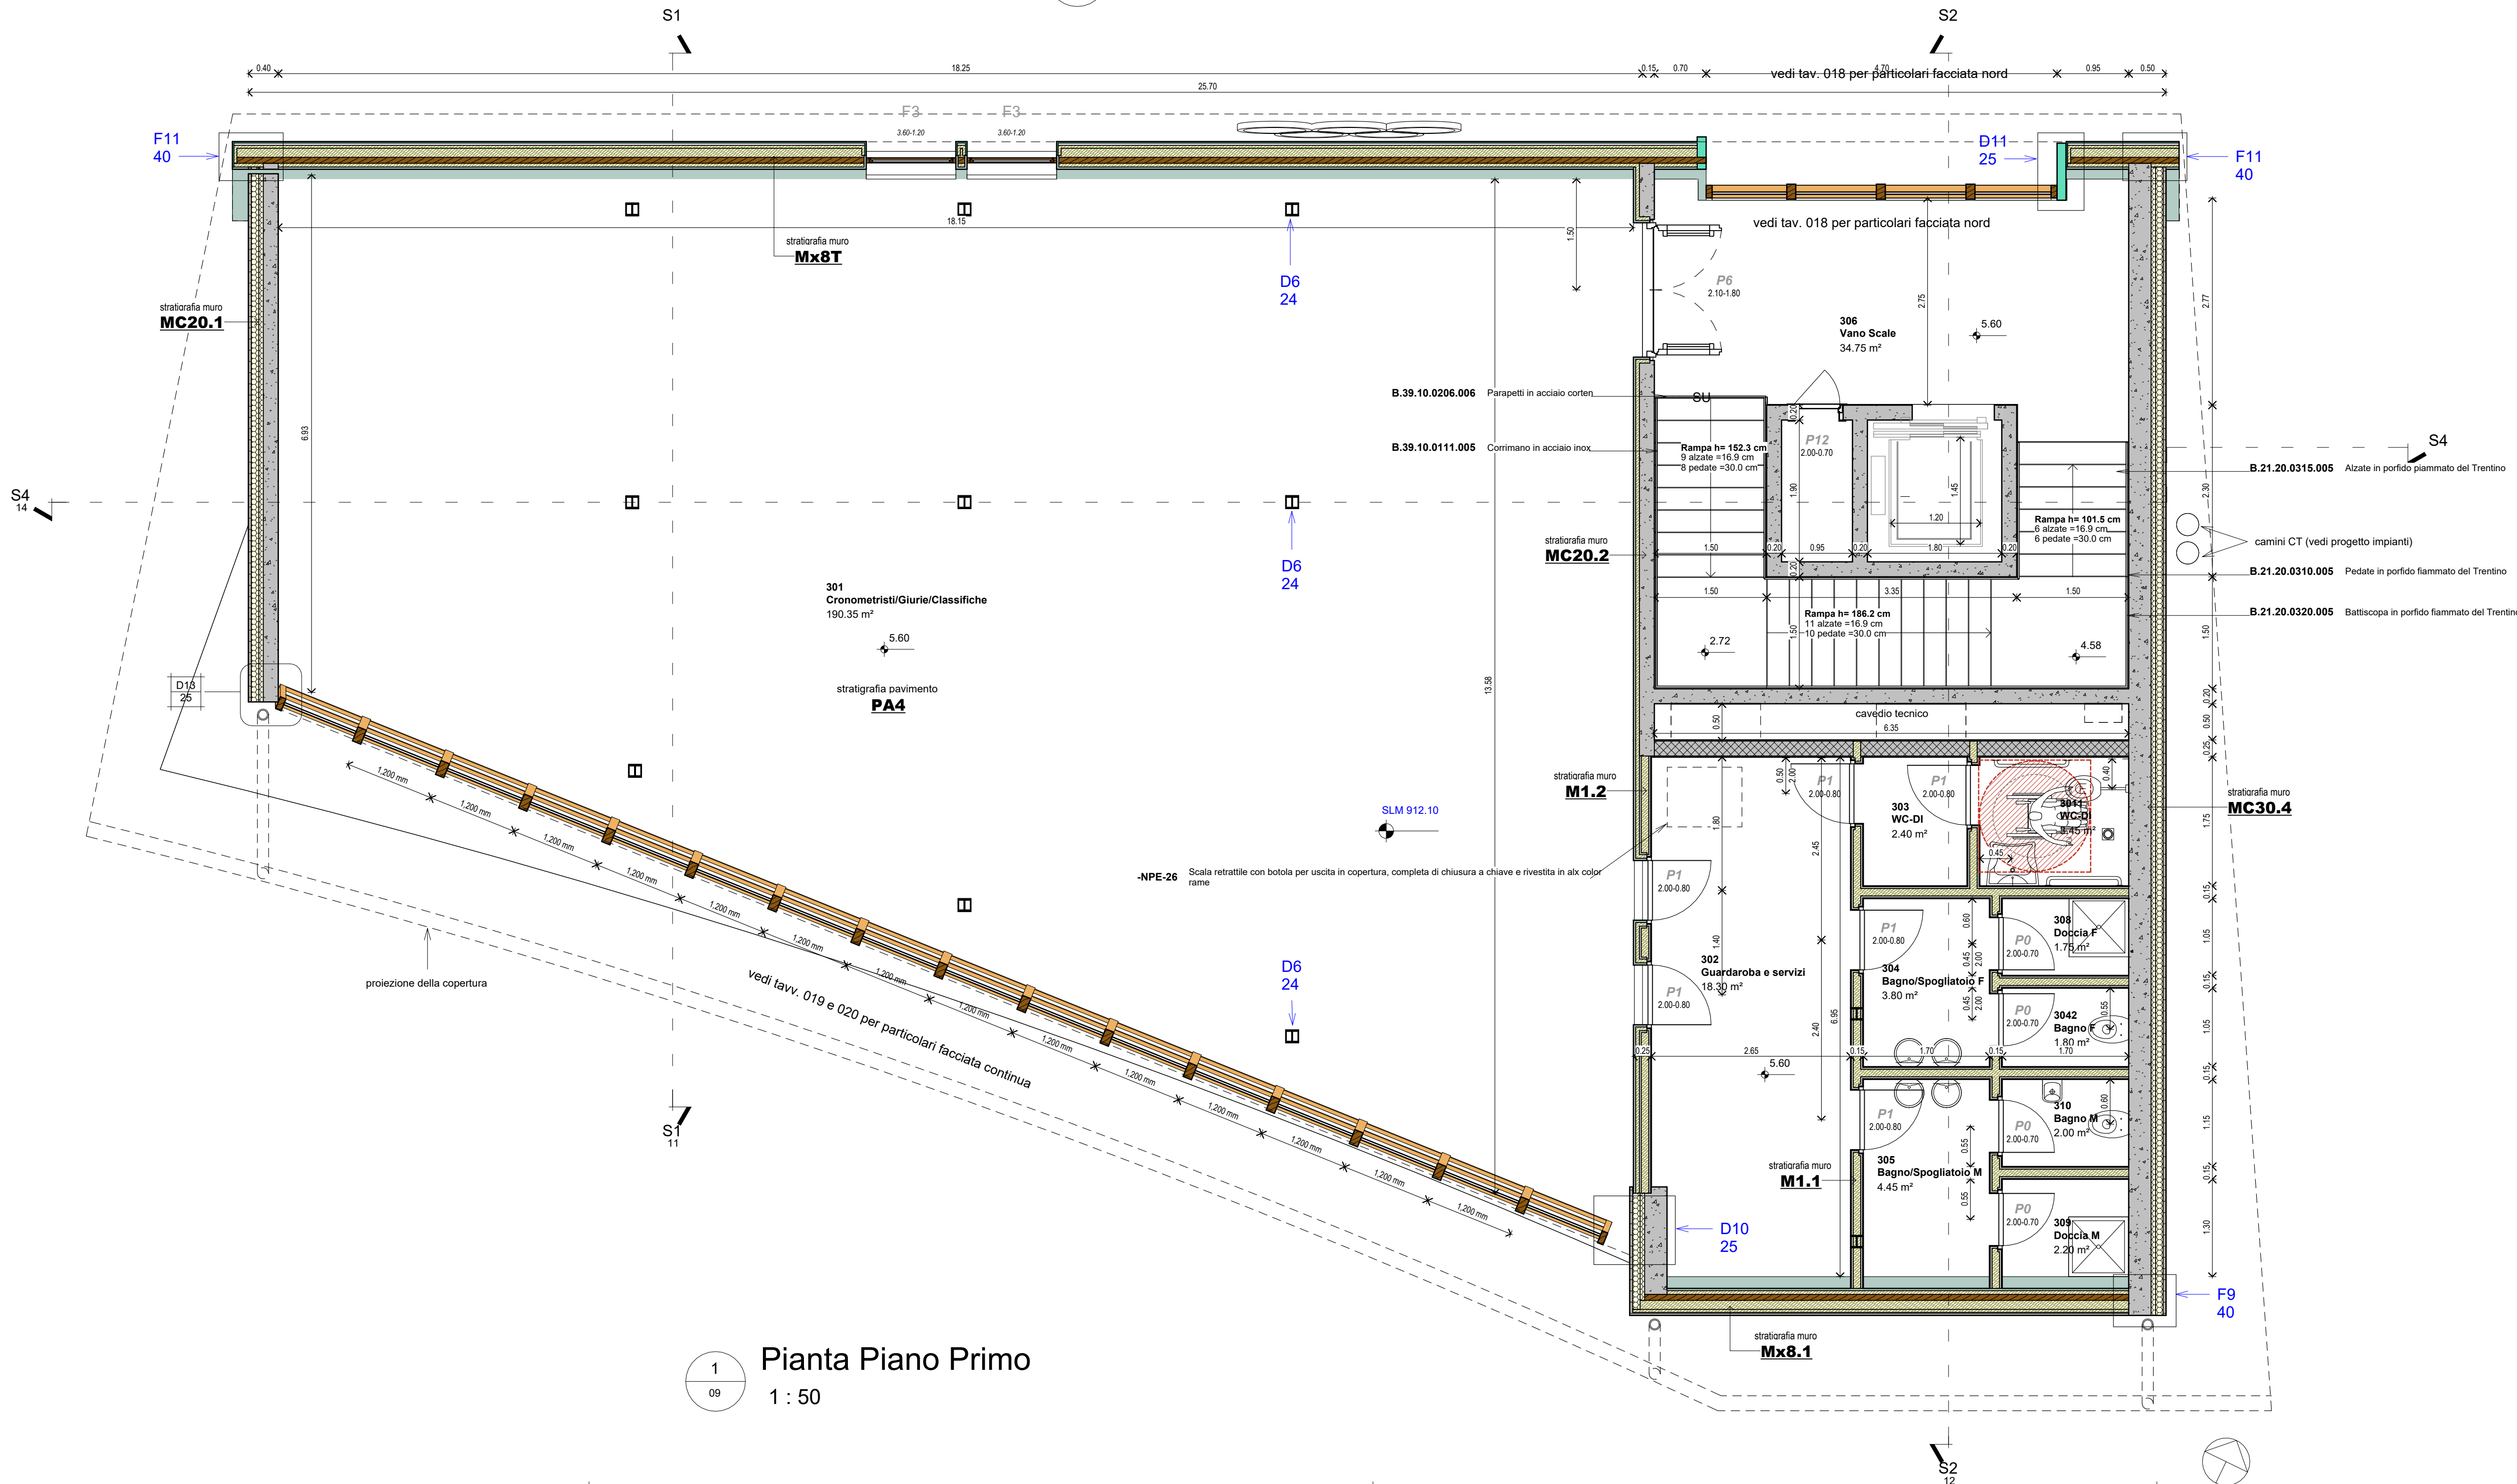 S1
S2
0.40
18.25
0.15
0.70
4.70
vedi tav. 018 per particolari facciata nord
0.95
0.50
25.70
F3
F3
3.60-1.20
3.60-1.20
F11
40
D11
25
F11
40
18.15
stratigrafia muro
Mx8T
1.50
vedi tav. 018 per particolari facciata nord
D6
24
P6
2.10-1.80
2.75
2.77
stratigrafia muro
MC20.1
306
Vano Scale
34.75 m²
5.60
6.93
B.39.10.0206.006 Parapetti in acciaio corten
SU
0.20
B.39.10.0111.005 Corrimano in acciaio inox
Rampa h= 152.3 cm
9 alzate =16.9 cm
8 pedate =30.0 cm
P12
2.00-0.70
S4
B.21.20.0315.005 Alzate in porfido piammato del Trentino
S4
14
1.90
1.45
1.20
2.30
Rampa h= 101.5 cm
6 alzate =16.9 cm
6 pedate =30.0 cm
camini CT (vedi progetto impianti)
stratigrafia muro
MC20.2
1.50
0.20
0.95
0.20
1.80
0.20
D6
24
0.20
B.21.20.0310.005 Pedate in porfido fiammato del Trentino
301
Cronometristi/Giurie/Classifiche
190.35 m²
1.50
3.35
1.50
B.21.20.0320.005 Battiscopa in porfido fiammato del Trentino
Rampa h= 186.2 cm
11 alzate =16.9 cm
10 pedate =30.0 cm
1.50
1.50
5.60
2.72
4.58
D13
25
stratigrafia pavimento
PA4
13.58
0.20
cavedio tecnico
0.50
0.50
6.35
0.25
stratigrafia muro
M1.2
0.50
2.00
P1
2.00-0.80
P1
2.00-0.80
0.40
303
WC-DI
2.40 m²
3011
WC-DI
3.45 m²
stratigrafia muro
MC30.4
SLM 912.10
1.80
2.45
1.75
0.45
-NPE-26 Scala retrattile con botola per uscita in copertura, completa di chiusura a chiave e rivestita in alx color
rame
P1
2.00-0.80
0.15
1,200 mm
1,200 mm
1,200 mm
1,200 mm
1,200 mm
1,200 mm
1,200 mm
1,200 mm
1,200 mm
1,200 mm
1,200 mm
1,200 mm
1,200 mm
1,200 mm
proiezione della copertura
vedi tavv. 019 e 020 per particolari facciata continua
D6
24
1.40
302
Guardaroba e servizi
18.30 m²
P1
2.00-0.80
P1
2.00-0.80
304
Bagno/Spogliatoio F
3.80 m²
0.60
0.45
2.00
0.45
2.00
P0
2.00-0.70
308
Doccia F
1.75 m²
1.05
0.15
P0
2.00-0.70
3042
Bagno F
1.80 m²
0.55
1.05
2.40
6.95
0.25
2.65
0.15
1.70
0.15
1.70
5.60
0.15
P1
2.00-0.80
P0
2.00-0.70
310
Bagno M
2.00 m²
0.60
1.15
0.55
305
Bagno/Spogliatoio M
4.45 m²
0.15
0.55
stratigrafia muro
M1.1
P0
2.00-0.70
309
Doccia M
2.20 m²
1.30
S1
11
D10
25
F9
40
stratigrafia muro
Mx8.1
1
09
Pianta Piano Primo
1 : 50
S2
12